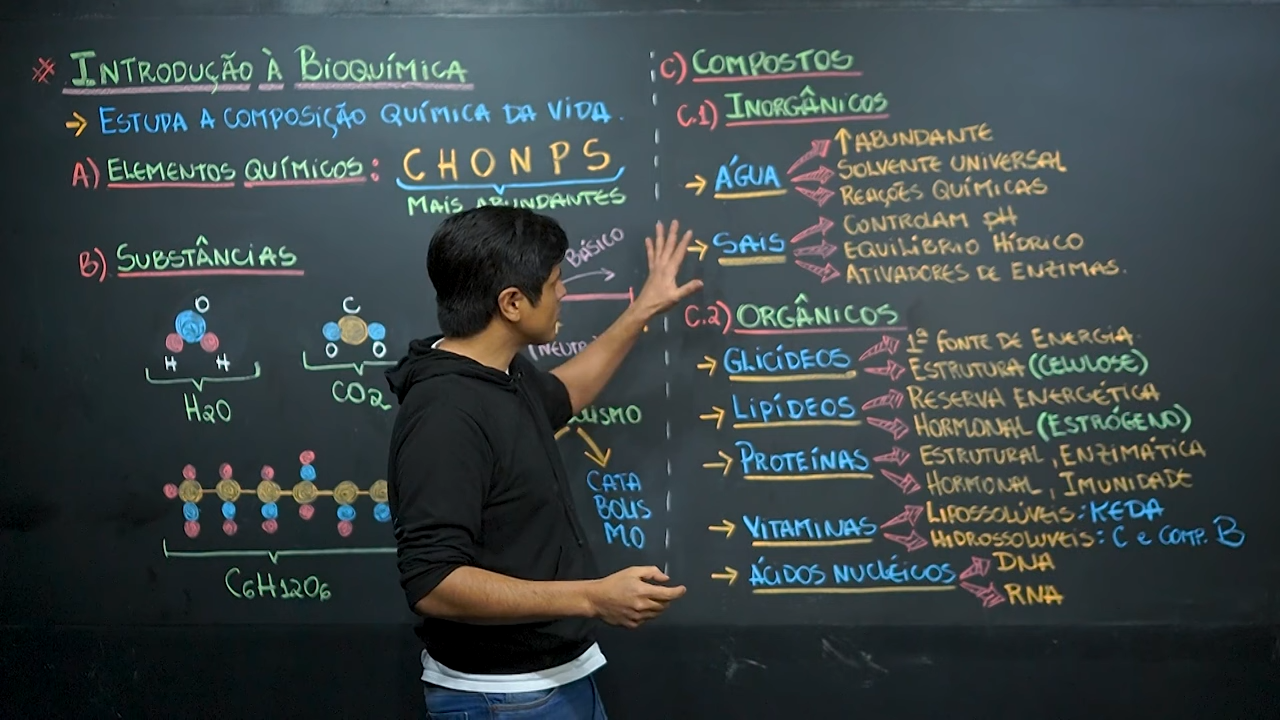 * INTRODUÇÃO À BIOQUÍMICA
→ ESTUDA A COMPOSIÇÃO QUÍMICA DA VIDA.
A) ELEMENTOS QUÍMICOS: CHONPS
MAIS ABUNDANTES
B) SUBSTÂNCIAS
O
H H
H2O
C
O O
CO2
C6H12O6
BÁSICO
CATA
BOLIS
MO
C) COMPOSTOS
C.1) INORGÂNICOS
→ ÁGUA
↑ ABUNDANTE
SOLVENTE UNIVERSAL
REAÇÕES QUÍMICAS
→ SAIS
CONTROLAM pH
EQUILÍBRIO HÍDRICO
ATIVADORES DE ENZIMAS.
C.2) ORGÂNICOS
→ GLICÍDEOS
1ª FONTE DE ENERGIA.
ESTRUTURA (CELULOSE)
→ LIPÍDEOS
RESERVA ENERGÉTICA
HORMONAL (ESTRÓGENO)
→ PROTEÍNAS
ESTRUTURAL, ENZIMÁTICA
HORMONAL, IMUNIDADE
→ VITAMINAS
LIPOSSOLÚVEIS: KEDA
HIDROSSOLÚVEIS: C e COMP. B
→ ÁCIDOS NUCLÉICOS
DNA
RNA